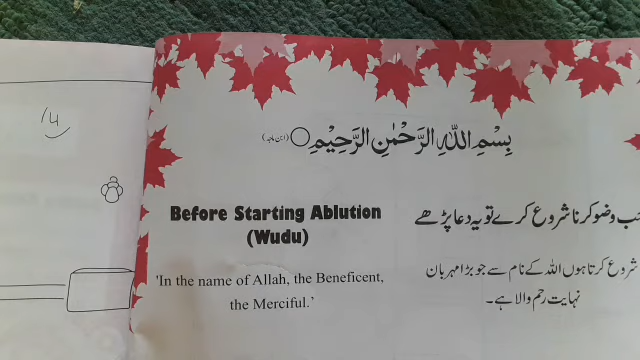 بِسْمِ اللّٰهِ الرَّحْمٰنِ الرَّحِیْمِ (ابن ماجہ)
Before Starting Ablution
(Wudu)
'In the name of Allah, the Beneficent,
the Merciful.'
وضو کرنا شروع کرے تو یہ دعا پڑھے
شروع کرتا ہوں اللہ کے نام سے جو بڑا مہربان
نہایت رحم والا ہے۔